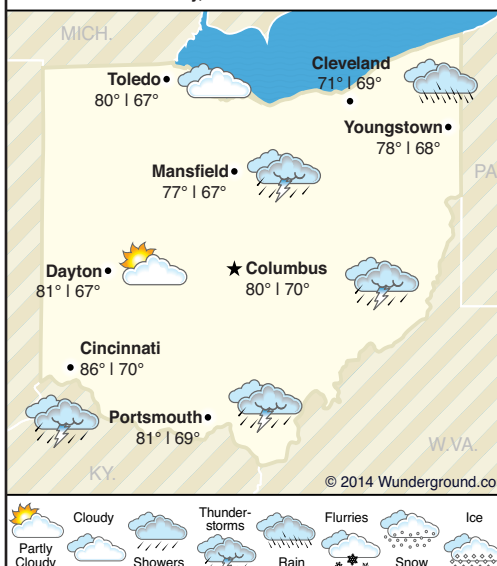 MICH.
Cleveland
71° | 69°
Toledo
80° | 67°
Youngstown
78° | 68°
PA
Mansfield
77° | 67°
Dayton
81° | 67°
Columbus
80° | 70°
Cincinnati
86° | 70°
Portsmouth
81° | 69°
W.VA.
KY.
© 2014 Wunderground.co
Partly
Cloudy
Cloudy
Showers
Thunder-
storms
Rain
Flurries
Snow
Ice